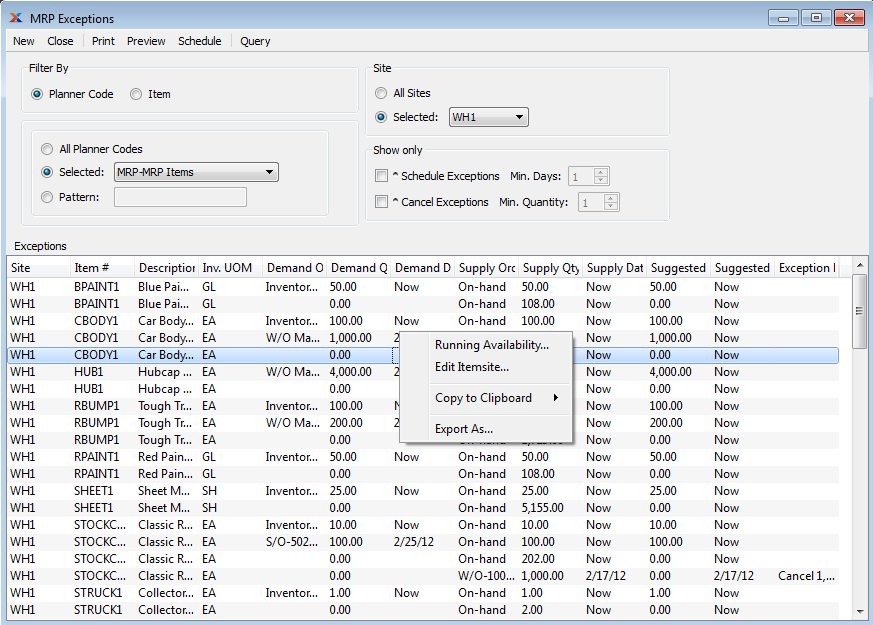 MRP Exceptions
New Close Print Preview Schedule Query
Filter By
Planner Code Item
All Planner Codes
Selected: MRP-MRP Items
Pattern:
Site
All Sites
Selected: WH1
Show only
^ Schedule Exceptions Min. Days: 1
^ Cancel Exceptions Min. Quantity: 1
Exceptions
Site Item # Description Inv. UOM Demand O Demand Q Demand D Supply Ord Supply Qty Supply Dat Suggested Suggested Exception I
WH1 BPAINT1 Blue Pai... GL Inventor... 50.00 Now On-hand 50.00 Now 50.00 Now
WH1 BPAINT1 Blue Pai... GL 0.00 On-hand 108.00 Now 0.00 Now
WH1 CBODY1 Car Body... EA Inventor... 100.00 Now On-hand 100.00 Now 100.00 Now
WH1 CBODY1 Car Body... EA W/O Ma... 1,000.00 2 Now 1,000.00 Now
WH1 CBODY1 Car Body... EA 0.00 Now 0.00 Now
WH1 HUB1 Hubcap ... EA W/O Ma... 4,000.00 2 Now 4,000.00 Now
WH1 HUB1 Hubcap ... EA 0.00 Now 0.00 Now
WH1 RBUMP1 Tough Tr... EA Inventor... 100.00 Now 100.00 Now
WH1 RBUMP1 Tough Tr... EA W/O Ma... 200.00 2 Now 200.00 Now
WH1 RBUMP1 Tough Tr... EA 0.00 Now 0.00 Now
WH1 RPAINT1 Red Pain... GL Inventor... 50.00 Now On-hand 50.00 Now 50.00 Now
WH1 RPAINT1 Red Pain... GL 0.00 On-hand 108.00 Now 0.00 Now
WH1 SHEET1 Sheet M... SH Inventor... 25.00 Now On-hand 25.00 Now 25.00 Now
WH1 SHEET1 Sheet M... SH 0.00 On-hand 5,155.00 Now 0.00 Now
WH1 STOCKC... Classic R... EA Inventor... 10.00 Now On-hand 10.00 Now 10.00 Now
WH1 STOCKC... Classic R... EA S/O-502... 100.00 2/25/12 On-hand 100.00 Now 100.00 Now
WH1 STOCKC... Classic R... EA 0.00 On-hand 202.00 Now 0.00 Now
WH1 STOCKC... Classic R... EA 0.00 W/O-100... 1,000.00 2/17/12 0.00 2/17/12 Cancel 1,...
WH1 STRUCK1 Collector... EA Inventor... 1.00 Now On-hand 1.00 Now 1.00 Now
WH1 STRUCK1 Collector... EA 0.00 On-hand 2.00 Now 0.00 Now
Running Availability...
Edit Itemsite...
Copy to Clipboard
Export As...